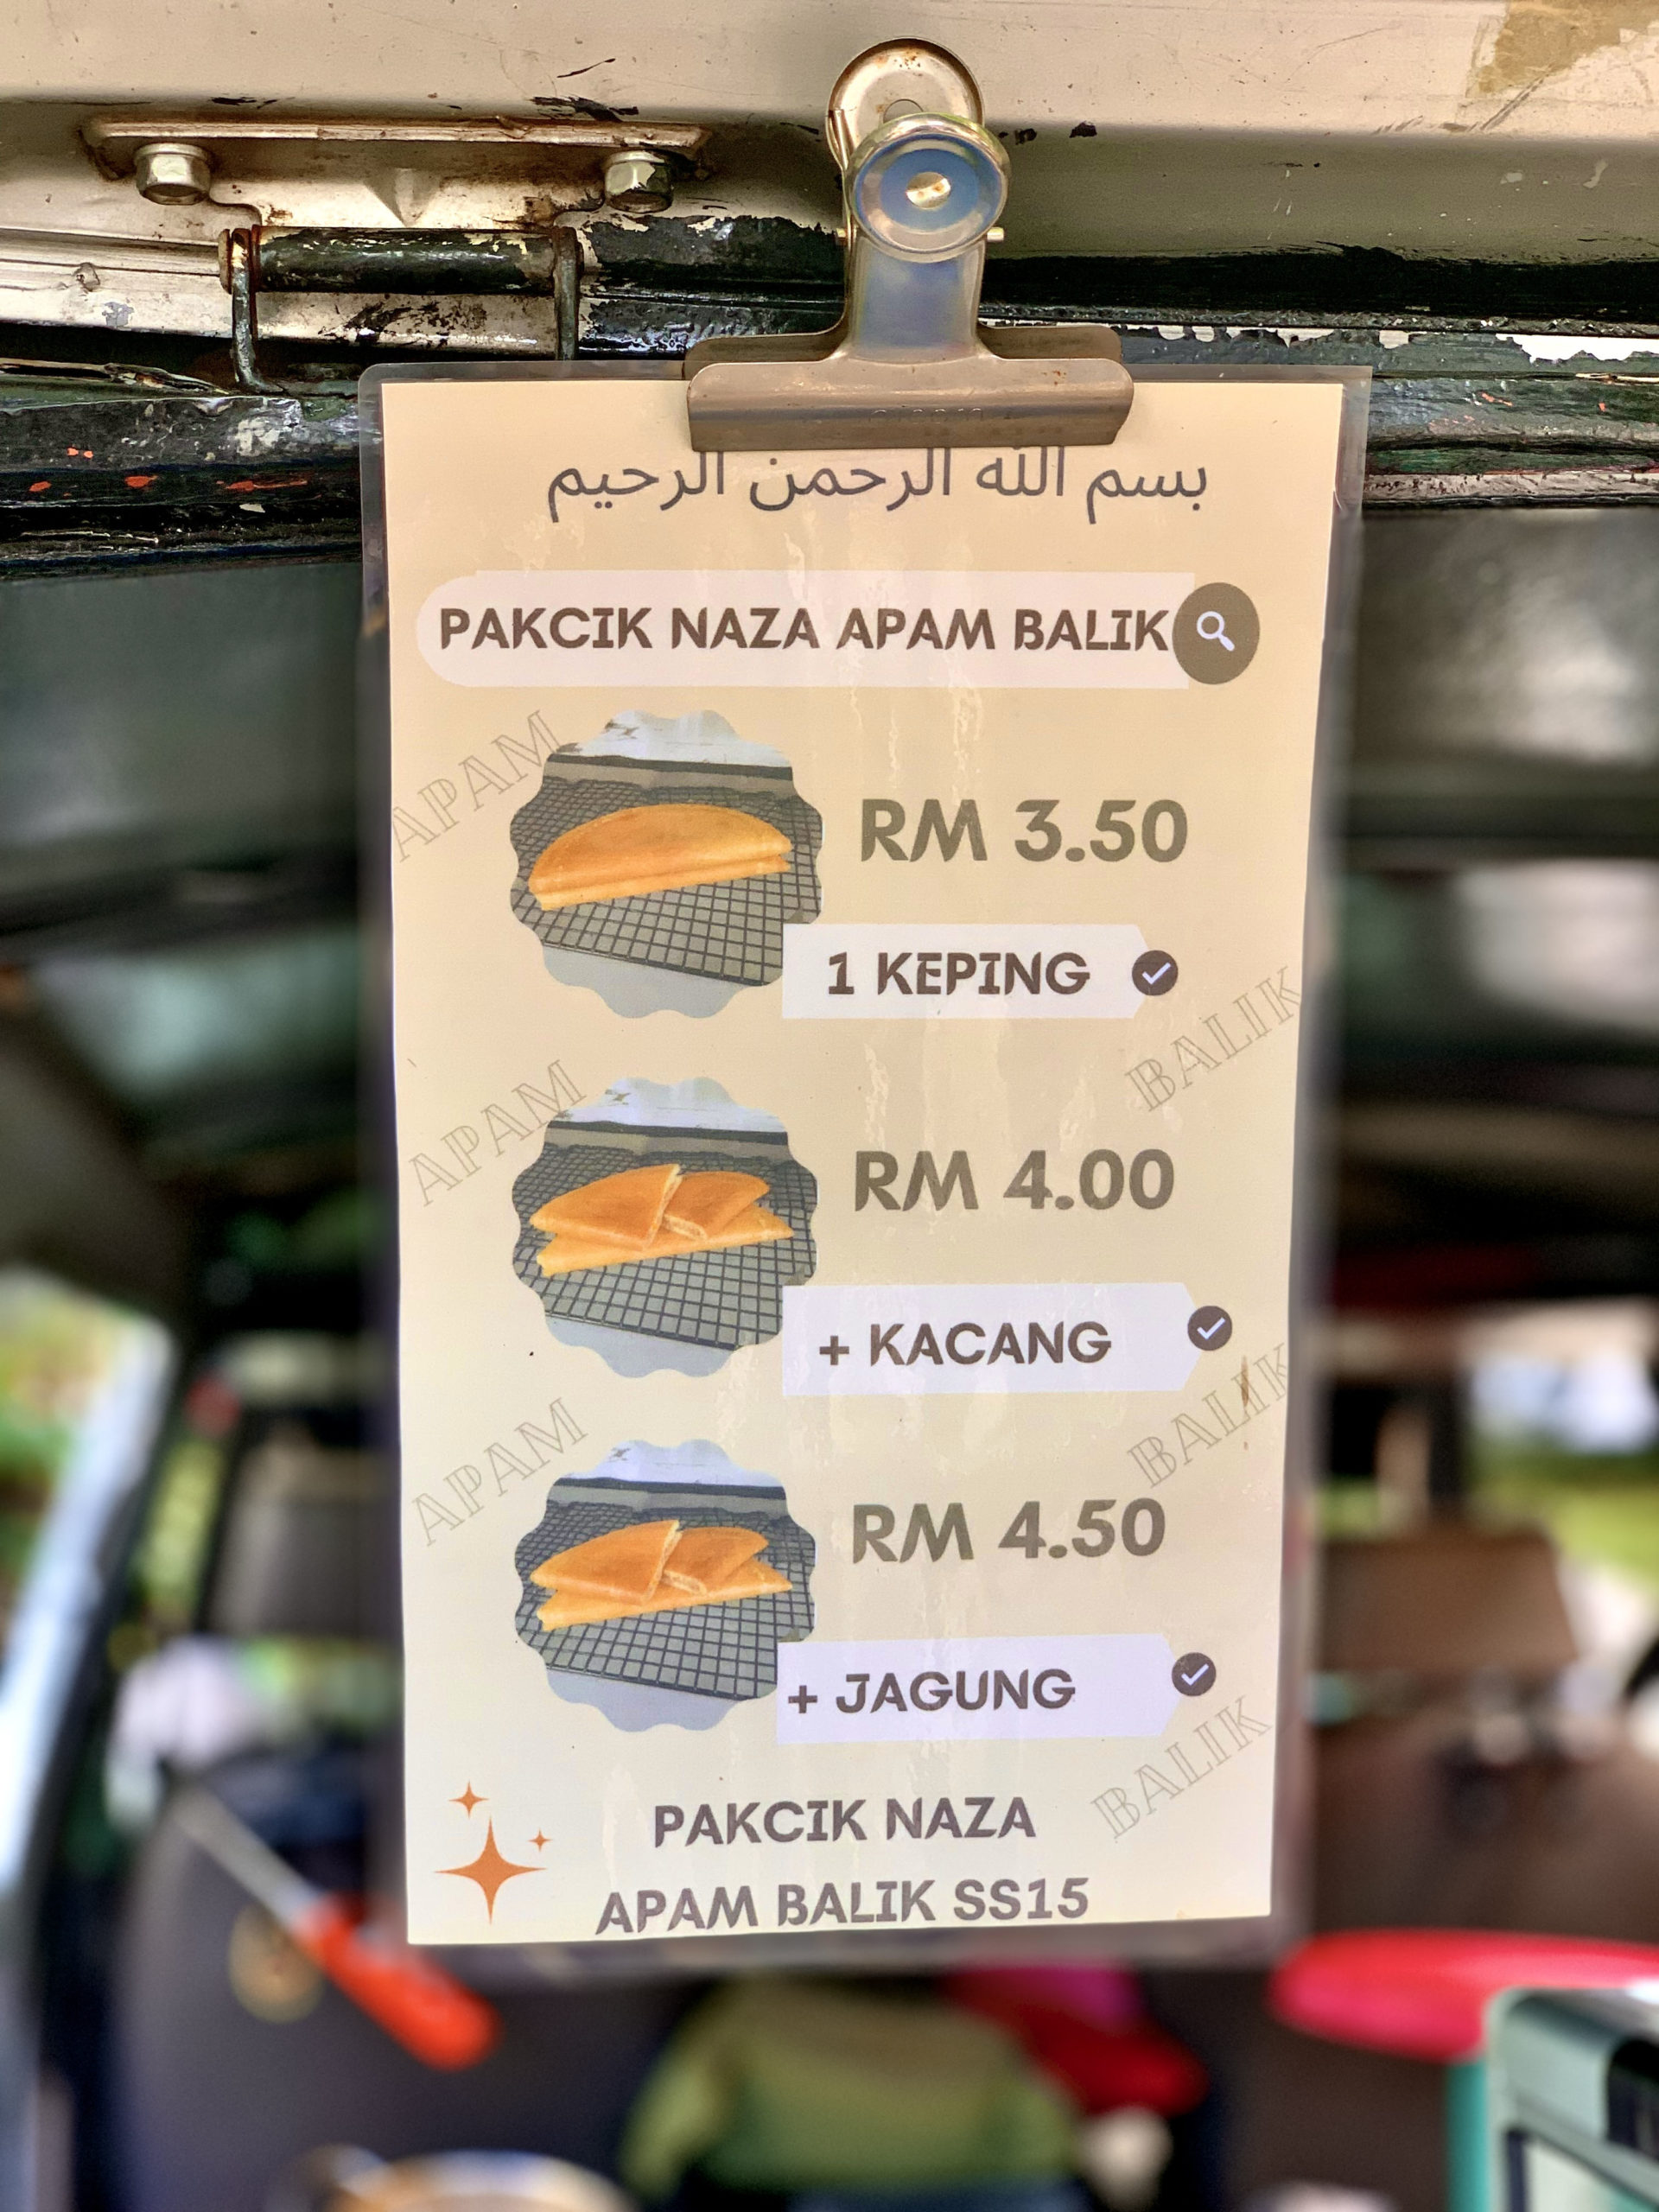 بسم الله الرحمن الرحيم
PAKCIK NAZA APAM BALIK
APAM
RM 3.50
1 KEPING
BALIK
APAM
RM 4.00
+ KACANG
BALIK
APAM
RM 4.50
+ JAGUNG
BALIK
PAKCIK NAZA
APAM BALIK SS15